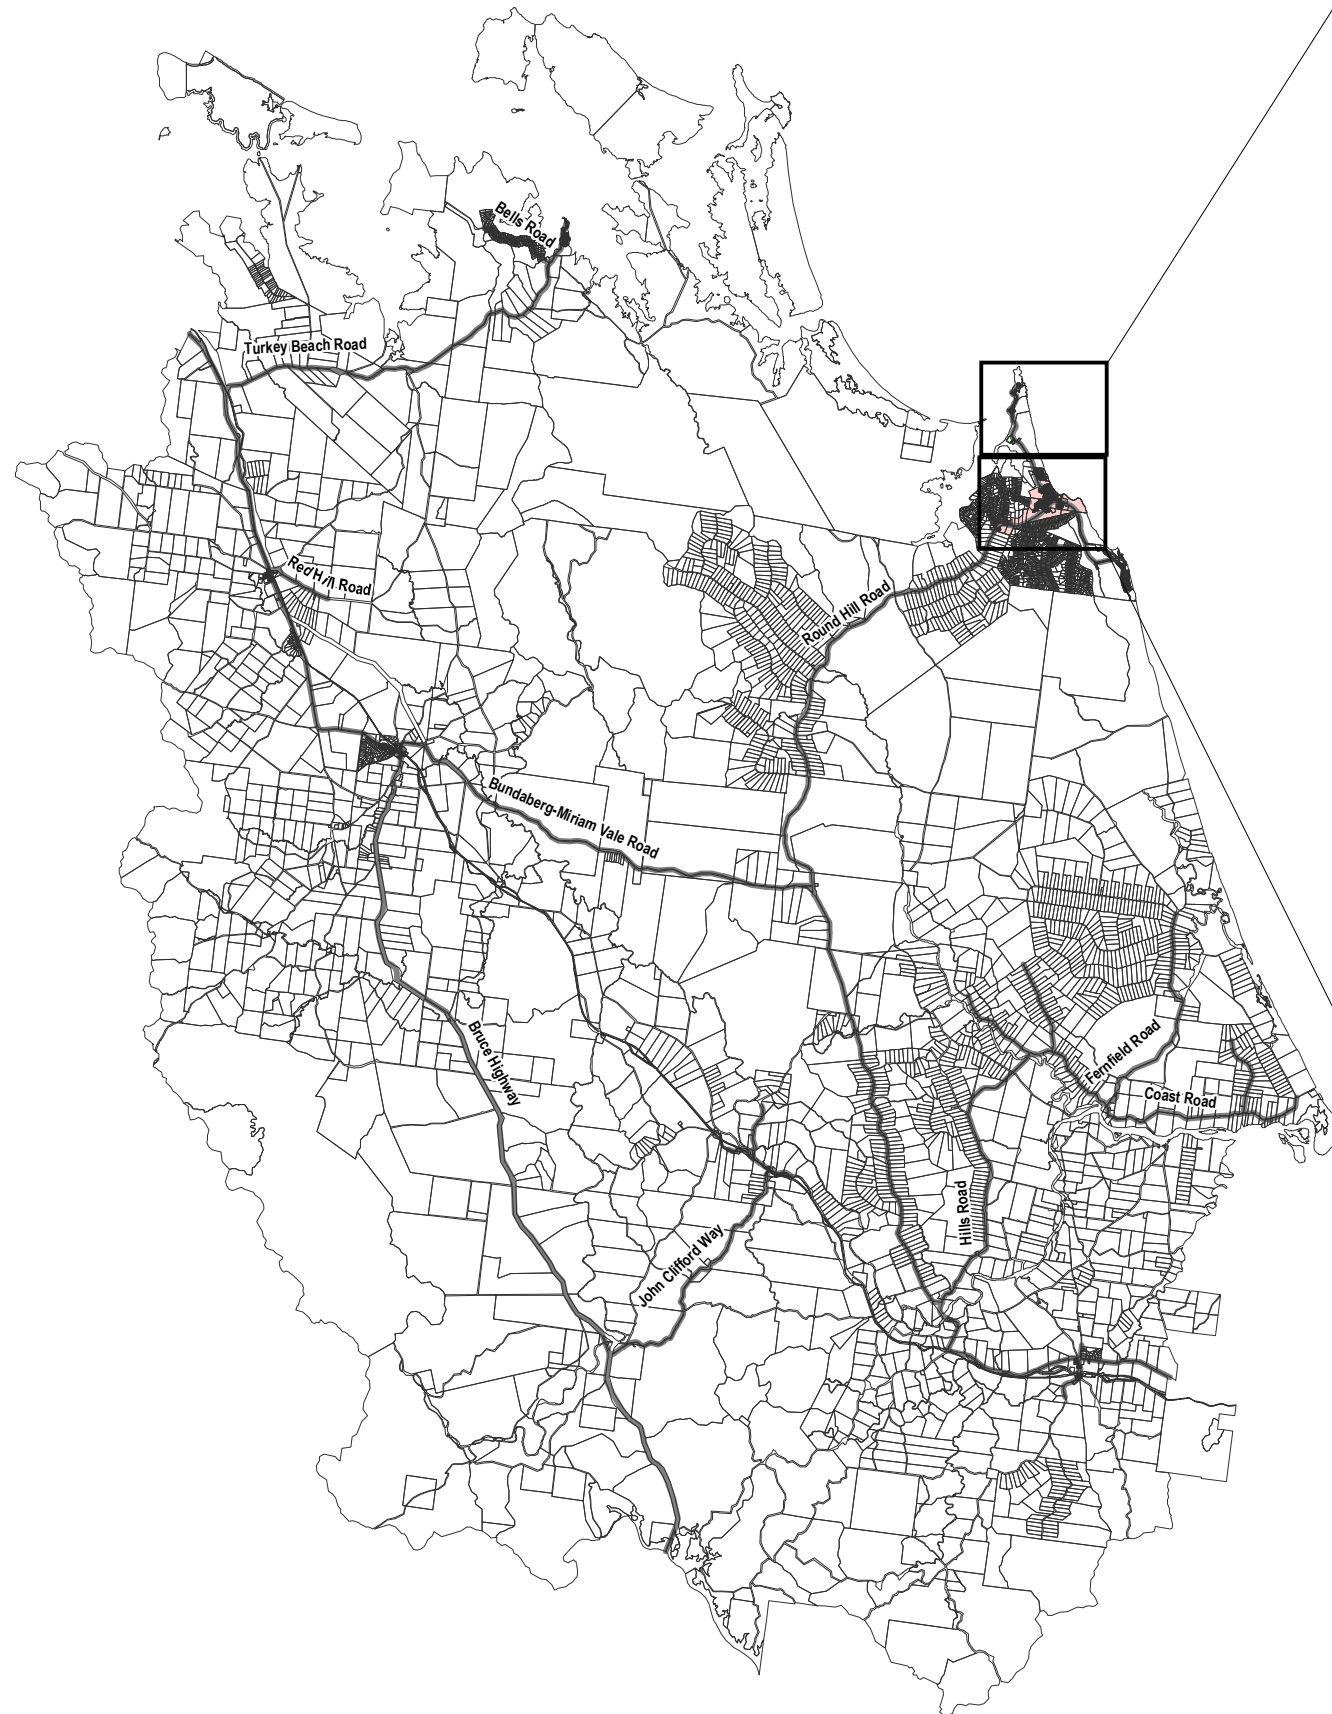 Bells Road
Turkey Beach Road
Red Hill Road
Round Hill Road
Bundaberg-Miriam Vale Road
Bruce Highway
Fernfield Road
Coast Road
Hills Road
John Clifford Way